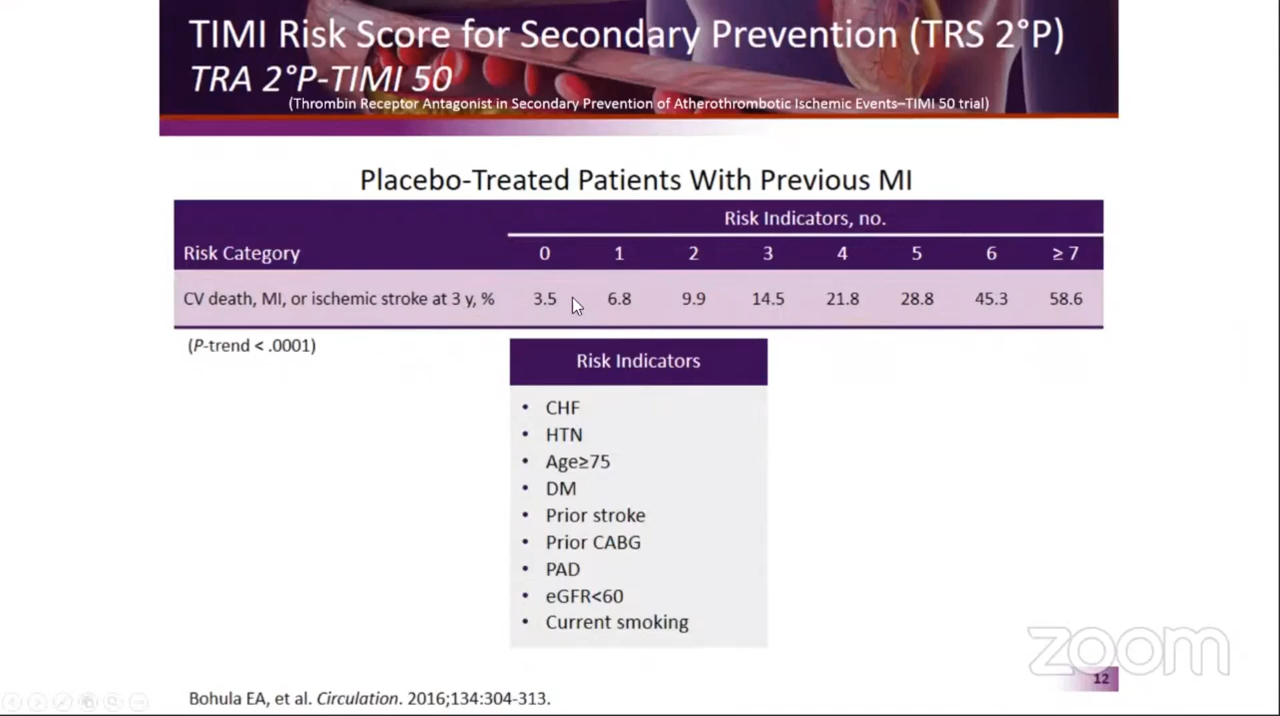 TIMI Risk Score for Secondary Prevention (TRS 2°P)
TRA 2°P-TIMI 50
(Thrombin Receptor Antagonist in Secondary Prevention of Atherothrombotic Ischemic Events–TIMI 50 trial)
Placebo-Treated Patients With Previous MI
Risk Indicators, no.
Risk Category 0 1 2 3 4 5 6 ≥ 7
CV death, MI, or ischemic stroke at 3 y, % 3.5 6.8 9.9 14.5 21.8 28.8 45.3 58.6
(P-trend < .0001)
Risk Indicators
• CHF
• HTN
• Age≥75
• DM
• Prior stroke
• Prior CABG
• PAD
• eGFR<60
• Current smoking
zoom
12
Bohula EA, et al. Circulation. 2016;134:304-313.